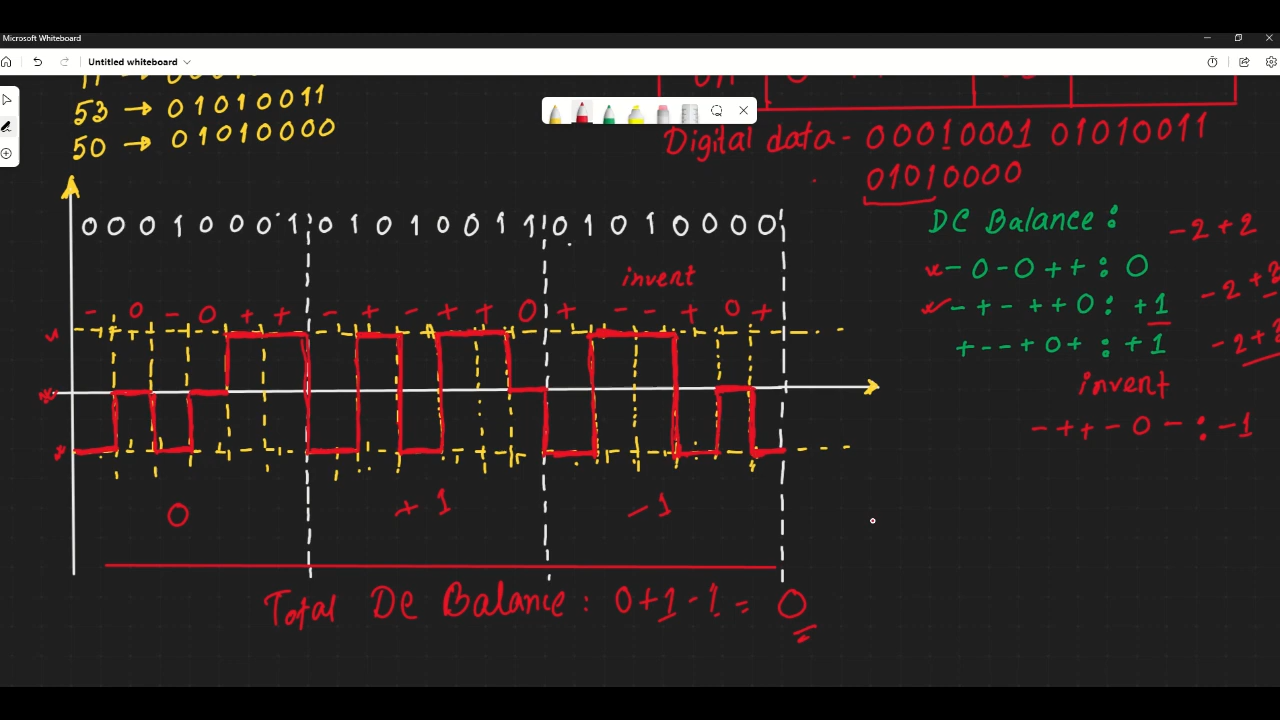 Microsoft Whiteboard
Untitled whiteboard
53 → 01010011
50 → 01010000
Digital data - 00010001 01010011
01010000
0 0 0 1 0 0 0 1 0 1 0 1 0 0 1 1 0 1 0 1 0 0 0 0
DC Balance :
-2+2
- 0 - 0 + + : 0
- + - + + 0 : +1
+ - - + 0 + : +1
invent
- + + - 0 - : -1
invent
- 0 - 0 + + - + - + + 0 + - - + 0 +
0 +1 -1
Total DC Balance : 0+1-1 = 0